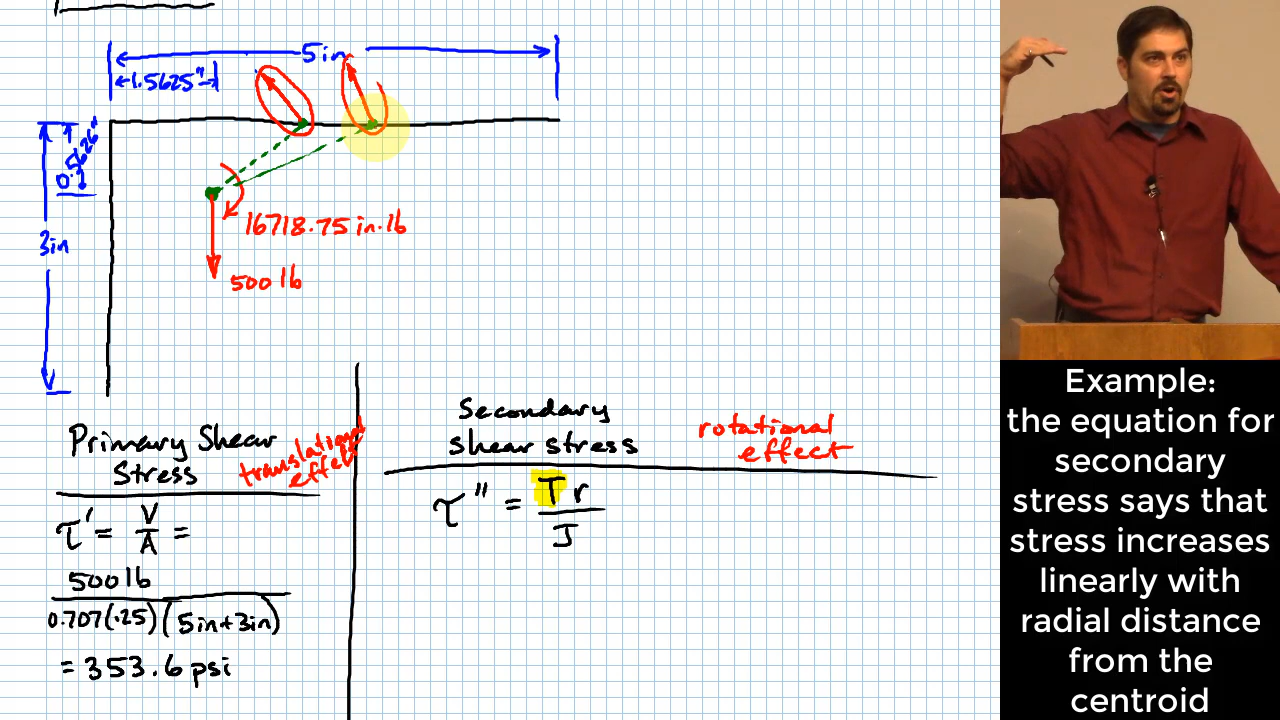 5in
1.5625"
0.5626"
3in
16718.75 in.lb
500 lb
Primary Shear
Stress
translational
effect
τ' = V/A =
500 lb
0.707(.25)(5in+3in)
= 353.6 psi
Secondary
shear stress
rotational
effect
τ" = Tr/J
Example:
the equation for
secondary
stress says that
stress increases
linearly with
radial distance
from the
centroid